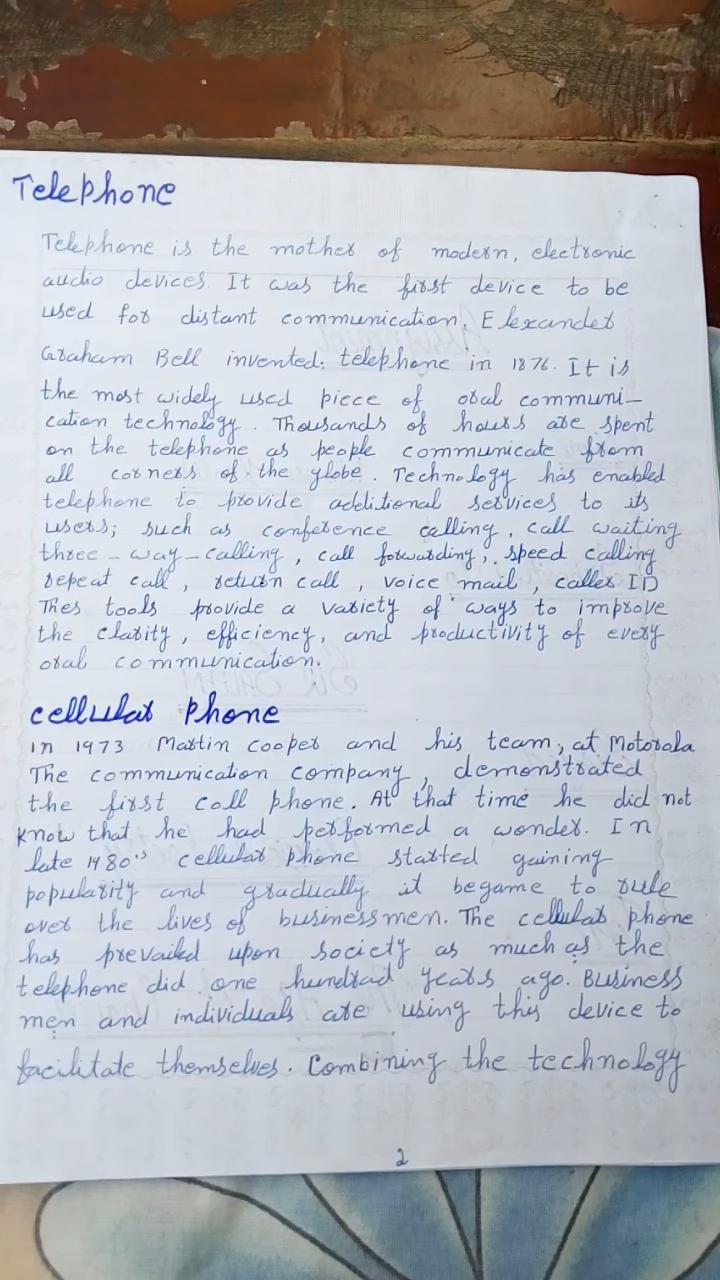 Telephone
Telephone is the mother of modern, electronic
audio devices. It was the first device to be
used for distant communication. Elexander
Graham Bell invented: telephone in 1876. It is
the most widely used piece of oral communi-
cation technology. Thousands of hours are spent
on the telephone as people communicate from
all corners of the globe. Technology has enabled
telephone to provide additional services to its
users; such as conference calling, call waiting
three-way-calling, call forwarding, speed calling
repeat call, return call, voice mail, caller ID
Thes tools provide a variety of ways to improve
the clarity, efficiency, and productivity of every
oral communication.
cellular phone
in 1973 Martin cooper and his team, at Motorola
The communication company, demonstrated
the first coll phone. At that time he did not
know that he had performed a wonder. In
late 1980's cellular phone started gaining
popularity and gradually it begame to rule
over the lives of businessmen. The cellular phone
has prevailed upon society as much as the
telephone did one hundrad years ago. Business
men and individuals are using this device to
facilitate themselves. Combining the technology
2